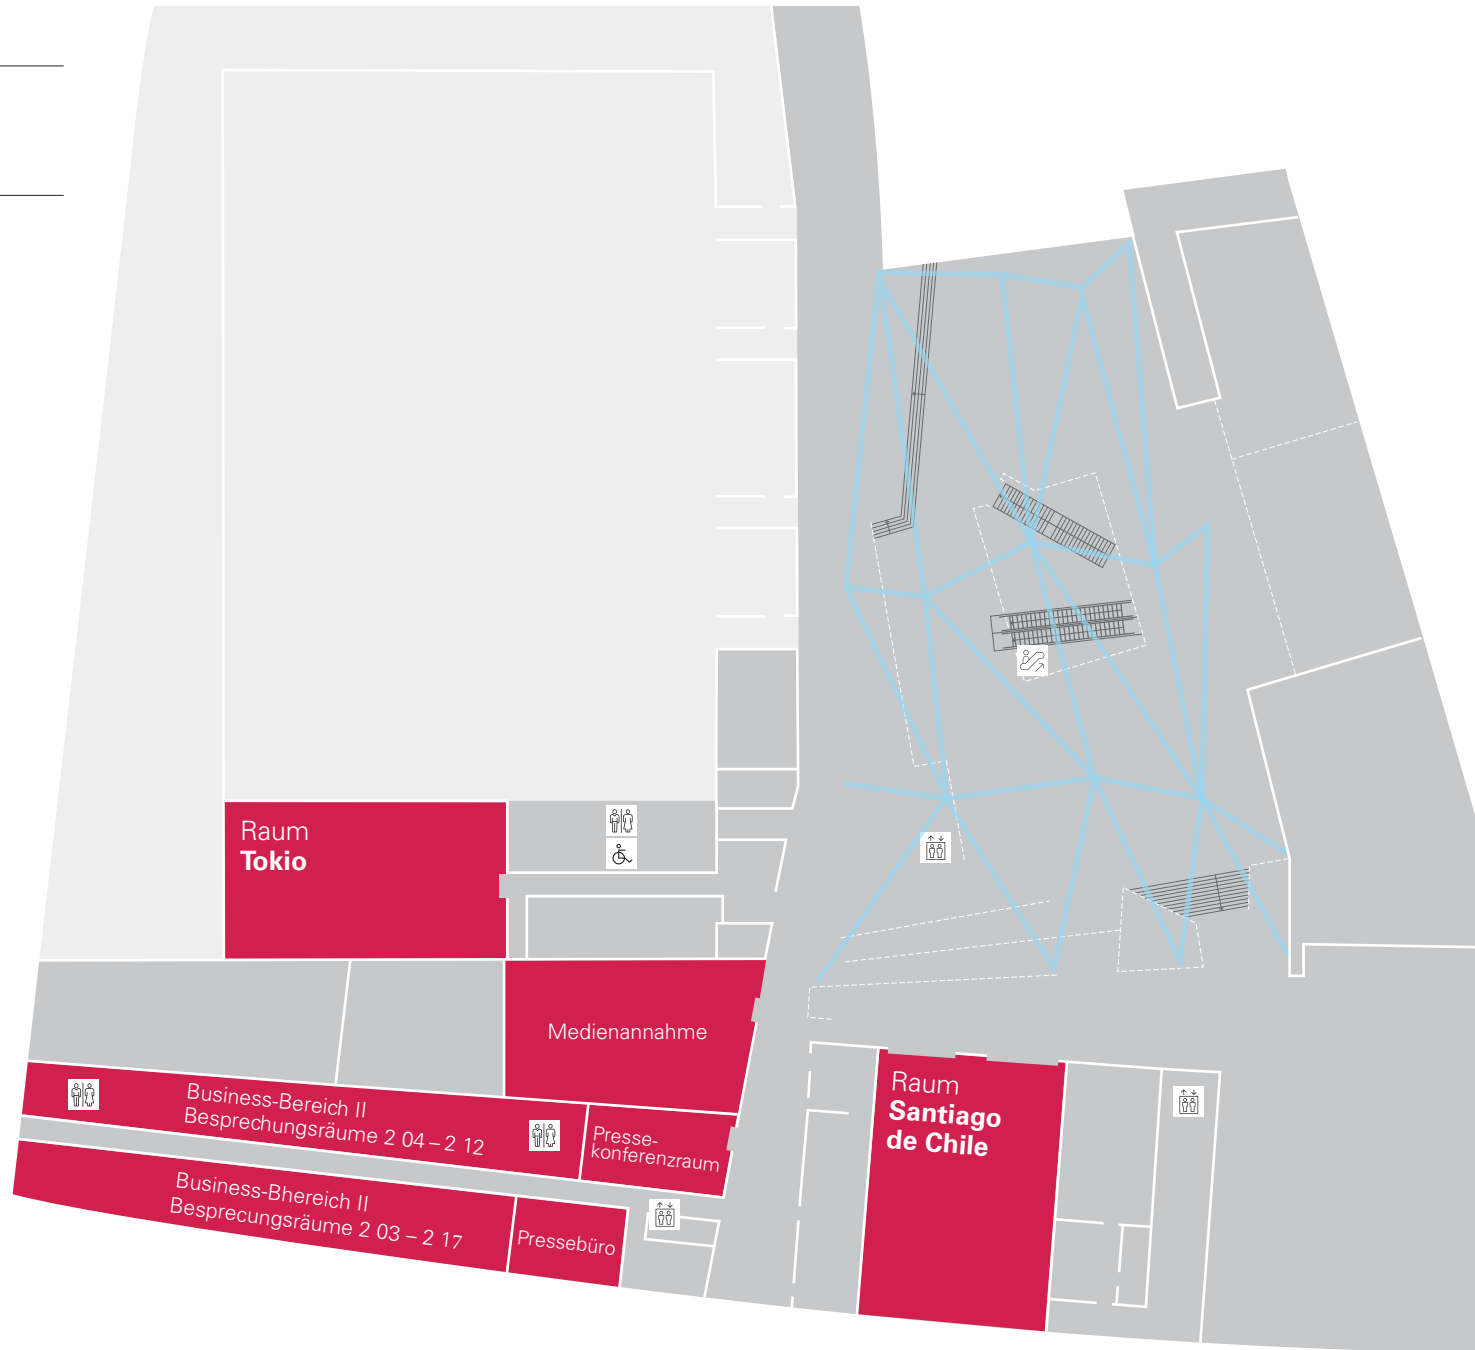 Raum
Tokio
Medienannahme
Business-Bereich II
Besprechungsräume 2 04 – 2 12
Presse-
konferenzraum
Business-Bhereich II
Besprecungsräume 2 03 – 2 17
Pressebüro
Raum
Santiago
de Chile